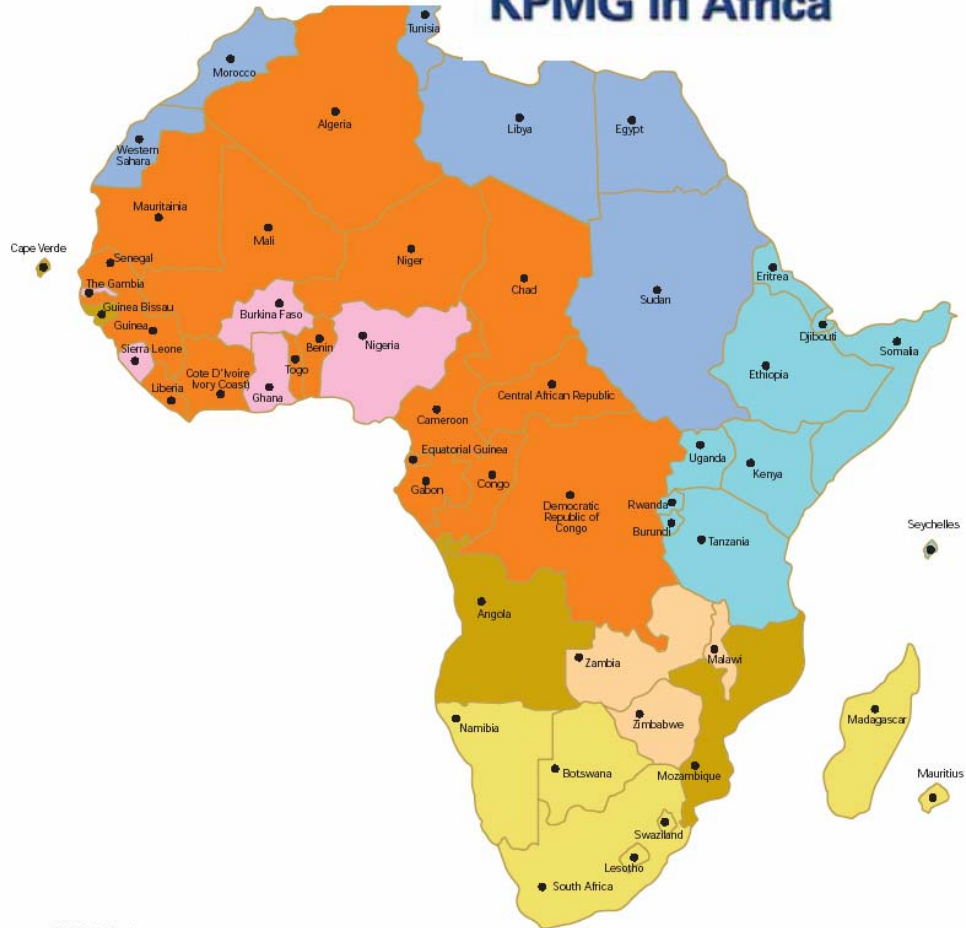 KPMG in Africa
Tunisia
Morocco
Algeria
Libya
Egypt
Western
Sahara
Mauritainia
Mali
Niger
Cape Verde
Senegal
The Gambia
Guinea Bissau
Guinea
Sierra Leone
Liberia
Cote D'Ivoire
Ivory Coast)
Burkina Faso
Ghana
Togo
Benin
Nigeria
Chad
Sudan
Eritrea
Djibouti
Somalia
Ethiopia
Central African Republic
Cameroon
Equatorial Guinea
Gabon
Congo
Democratic
Republic of
Congo
Uganda
Kenya
Rwanda
Burundi
Tanzania
Seychelles
Angola
Zambia
Malawi
Zimbabwe
Mozambique
Madagascar
Mauritius
Namibia
Botswana
Swaziland
Lesotho
South Africa